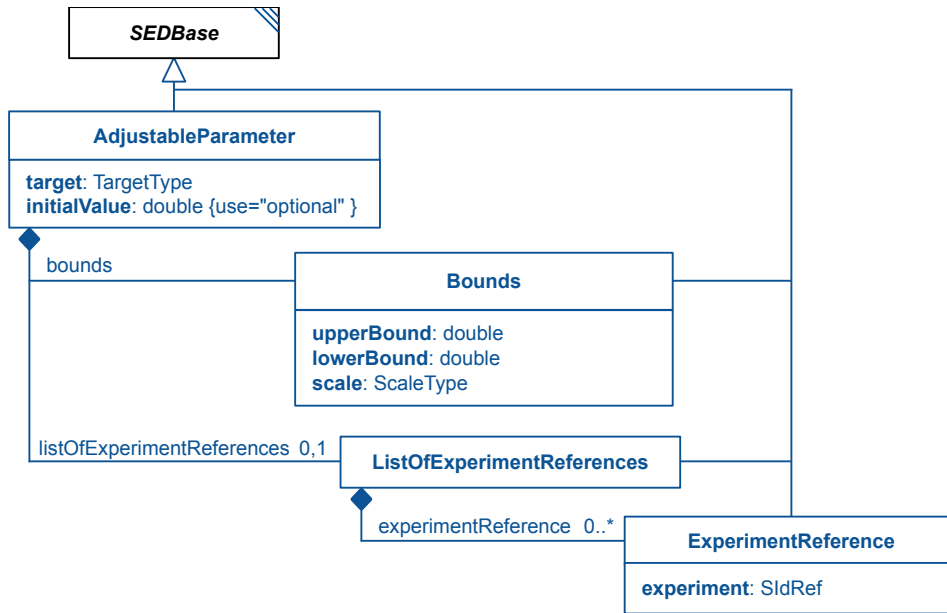 SEDBase
AdjustableParameter
target: TargetType
initialValue: double {use="optional" }
bounds
Bounds
upperBound: double
lowerBound: double
scale: ScaleType
listOfExperimentReferences 0,1
ListOfExperimentReferences
experimentReference 0..*
ExperimentReference
experiment: SIdRef